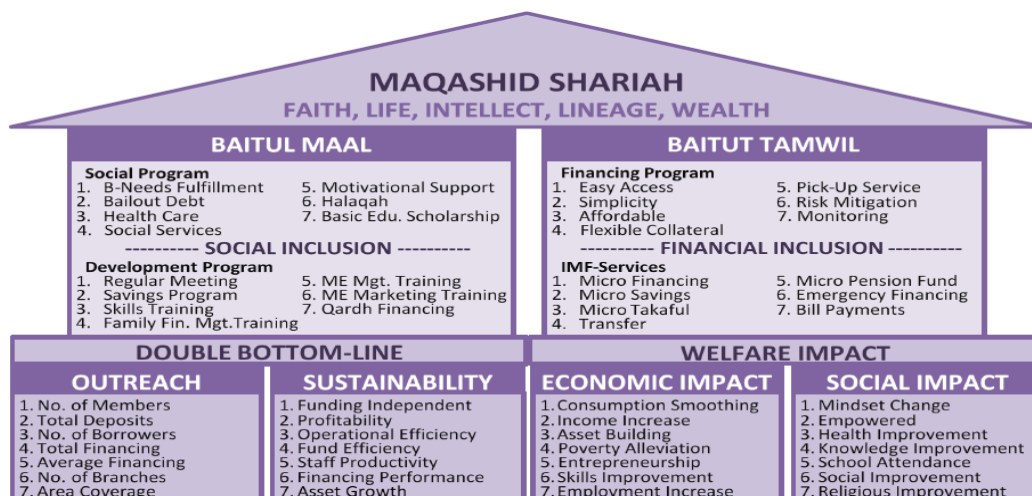 MAQASHID SHARIAH
FAITH, LIFE, INTELLECT, LINEAGE, WEALTH
BAITUL MAAL
Social Program
1. B-Needs Fulfillment
2. Bailout Debt
3. Health Care
4. Social Services
5. Motivational Support
6. Halaqah
7. Basic Edu. Scholarship
---------- SOCIAL INCLUSION ----------
Development Program
1. Regular Meeting
2. Savings Program
3. Skills Training
4. Family Fin. Mgt.Training
5. ME Mgt. Training
6. ME Marketing Training
7. Qardh Financing
BAITUT TAMWIL
Financing Program
1. Easy Access
2. Simplicity
3. Affordable
4. Flexible Collateral
5. Pick-Up Service
6. Risk Mitigation
7. Monitoring
---------- FINANCIAL INCLUSION ----------
IMF-Services
1. Micro Financing
2. Micro Savings
3. Micro Takaful
4. Transfer
5. Micro Pension Fund
6. Emergency Financing
7. Bill Payments
DOUBLE BOTTOM-LINE
OUTREACH
1. No. of Members
2. Total Deposits
3. No. of Borrowers
4. Total Financing
5. Average Financing
6. No. of Branches
7. Area Coverage
SUSTAINABILITY
1. Funding Independent
2. Profitability
3. Operational Efficiency
4. Fund Efficiency
5. Staff Productivity
6. Financing Performance
7. Asset Growth
WELFARE IMPACT
ECONOMIC IMPACT
1. Consumption Smoothing
2. Income Increase
3. Asset Building
4. Poverty Alleviation
5. Entrepreneurship
6. Skills Improvement
7. Employment Increase
SOCIAL IMPACT
1. Mindset Change
2. Empowered
3. Health Improvement
4. Knowledge Improvement
5. School Attendance
6. Social Improvement
7. Religious Improvement